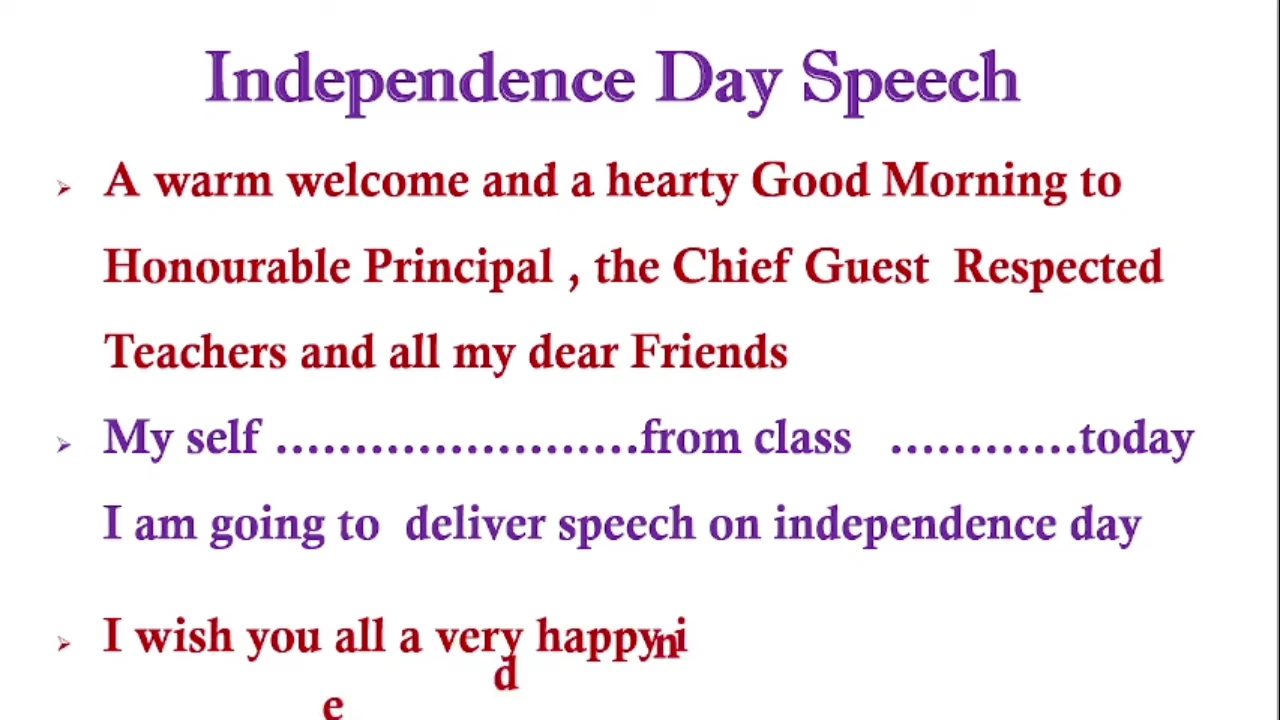 Independence Day Speech
A warm welcome and a hearty Good Morning to
Honourable Principal , the Chief Guest Respected
Teachers and all my dear Friends
My self .......................from class ............today
I am going to deliver speech on independence day
I wish you all a very happy i
n
d
e